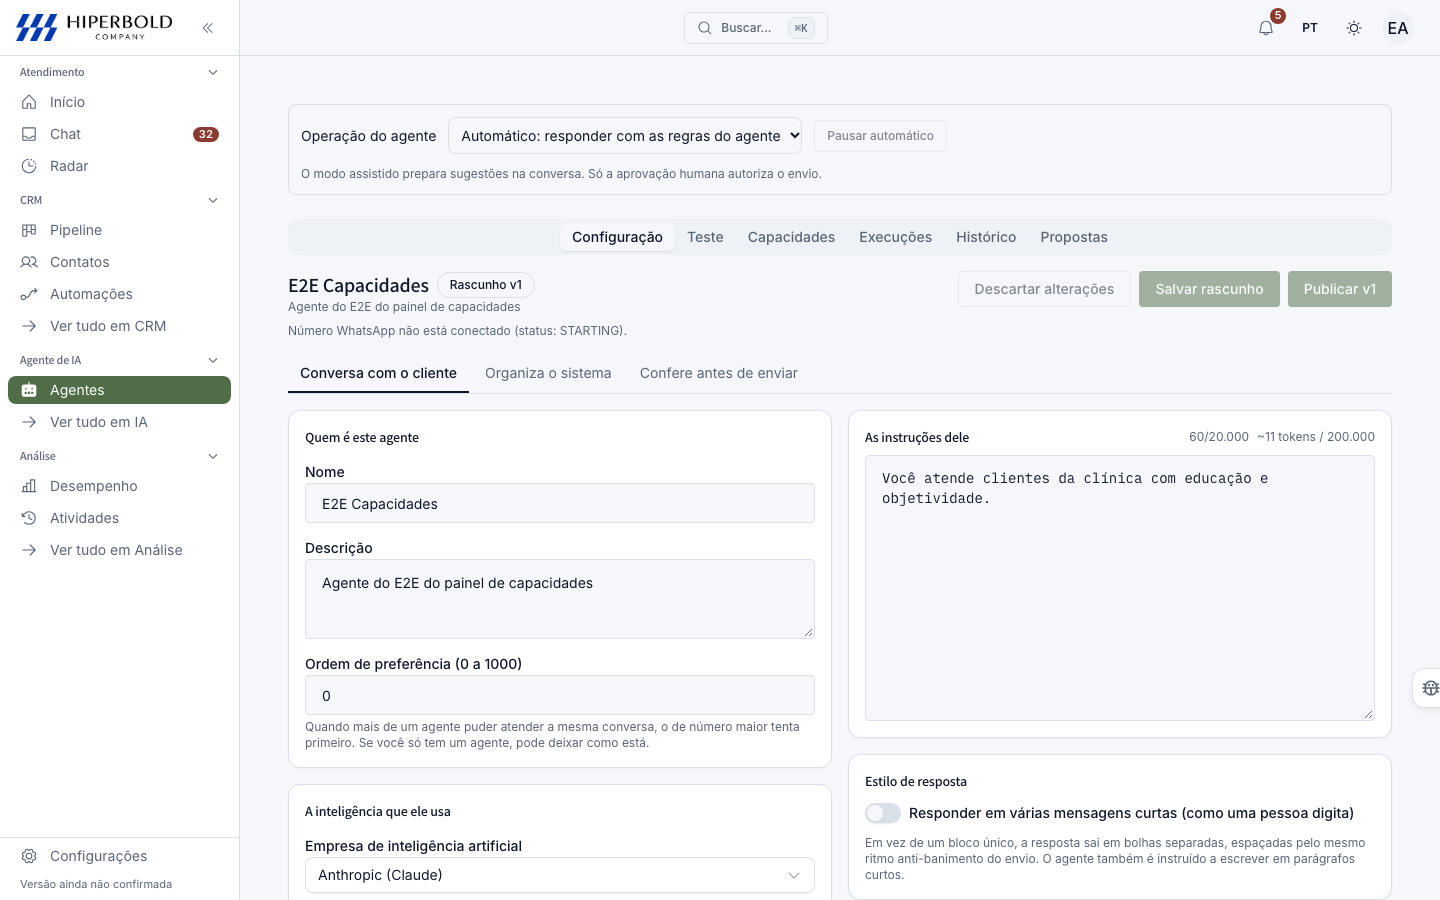 HIPERBOLD
COMPANY
Buscar...
⌘K
5
PT
EA
Atendimento
Início
Chat
32
Radar
CRM
Pipeline
Contatos
Automações
Ver tudo em CRM
Agente de IA
Agentes
Ver tudo em IA
Análise
Desempenho
Atividades
Ver tudo em Análise
Configurações
Versão ainda não confirmada
Operação do agente
Automático: responder com as regras do agente
Pausar automático
O modo assistido prepara sugestões na conversa. Só a aprovação humana autoriza o envio.
Configuração
Teste
Capacidades
Execuções
Histórico
Propostas
E2E Capacidades
Rascunho v1
Agente do E2E do painel de capacidades
Número WhatsApp não está conectado (status: STARTING).
Descartar alterações
Salvar rascunho
Publicar v1
Conversa com o cliente
Organiza o sistema
Confere antes de enviar
Quem é este agente
Nome
E2E Capacidades
Descrição
Agente do E2E do painel de capacidades
Ordem de preferência (0 a 1000)
0
Quando mais de um agente puder atender a mesma conversa, o de número maior tenta
primeiro. Se você só tem um agente, pode deixar como está.
A inteligência que ele usa
Empresa de inteligência artificial
Anthropic (Claude)
As instruções dele
60/20.000 ~11 tokens / 200.000
Você atende clientes da clínica com educação e
objetividade.
Estilo de resposta
Responder em várias mensagens curtas (como uma pessoa digita)
Em vez de um bloco único, a resposta sai em bolhas separadas, espaçadas pelo mesmo
ritmo anti-banimento do envio. O agente também é instruído a escrever em parágrafos
curtos.